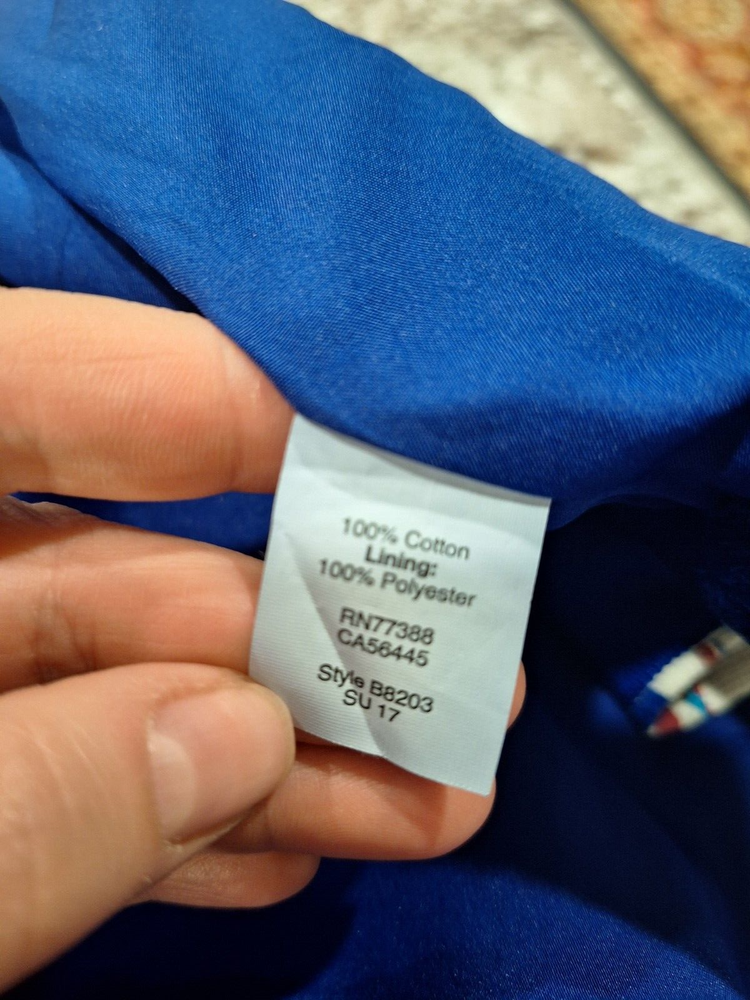 100% Cotton
Lining:
100% Polyester
RN77388
CA56445
Style B8203
SU 17